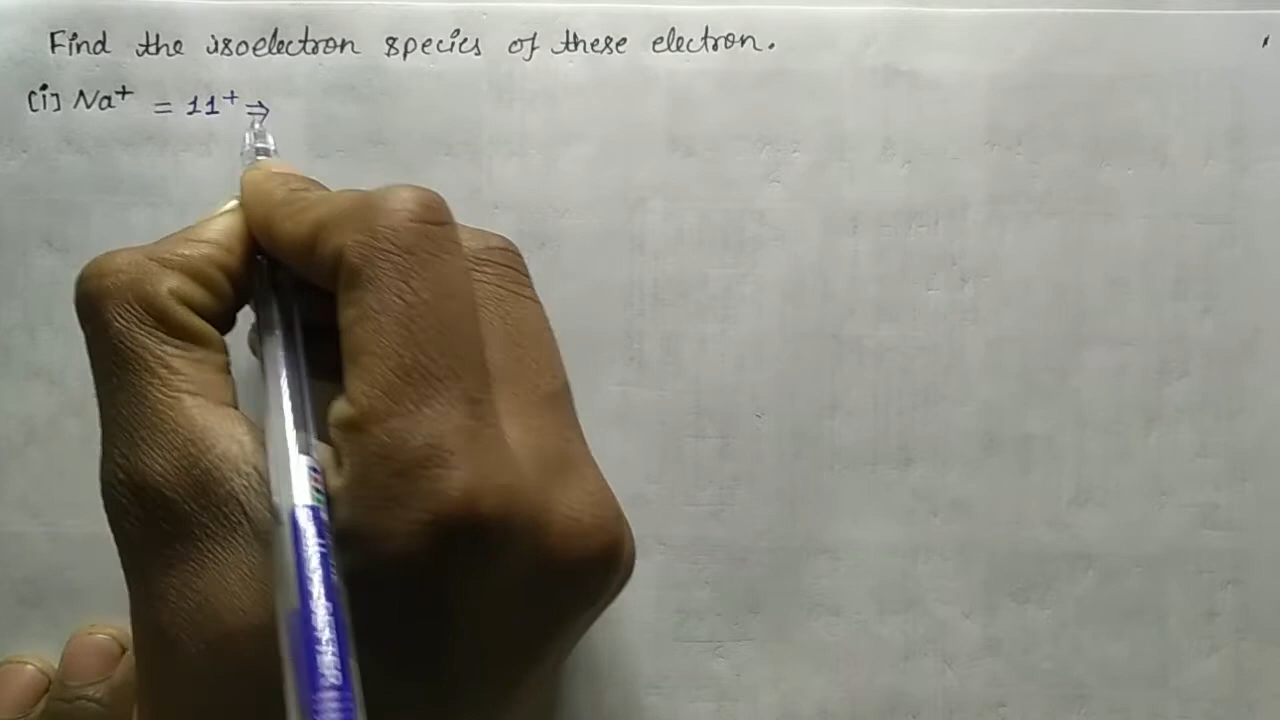 Find the isoelectron species of these electron.
[i] Na⁺ = 11⁺ ⇒